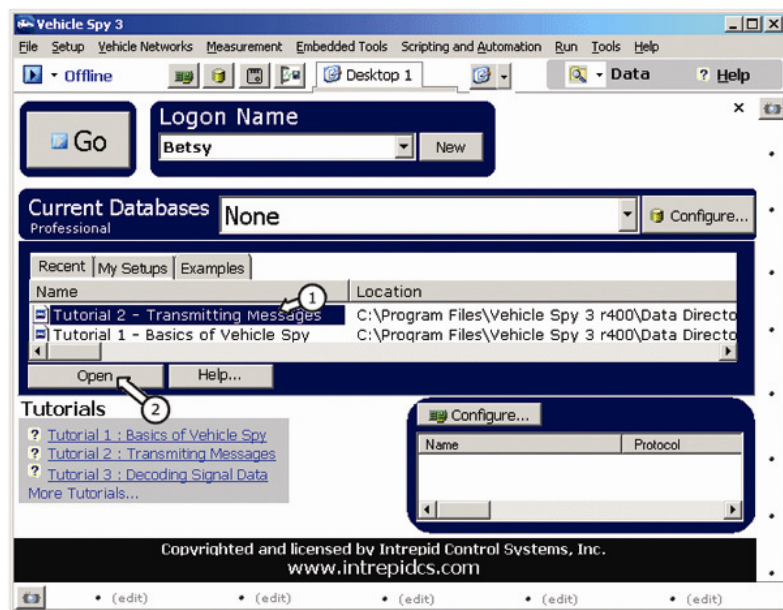 Vehicle Spy 3
File Setup Vehicle Networks Measurement Embedded Tools Scripting and Automation Run Tools Help
Offline Desktop 1 Data ? Help
Go
Logon Name
Betsy New
Current Databases
Professional
None
Configure...
Recent My Setups Examples
Name Location
Tutorial 2 - Transmitting Messages C:\Program Files\Vehicle Spy 3 r400\Data Directo
Tutorial 1 - Basics of Vehicle Spy C:\Program Files\Vehicle Spy 3 r400\Data Directo
1
Open Help...
2
Tutorials
? Tutorial 1 : Basics of Vehicle Spy
? Tutorial 2 : Transmiting Messages
? Tutorial 3 : Decoding Signal Data
More Tutorials...
Configure...
Name Protocol
Copyrighted and licensed by Intrepid Control Systems, Inc.
www.intrepidcs.com
(edit) (edit) (edit) (edit) (edit)